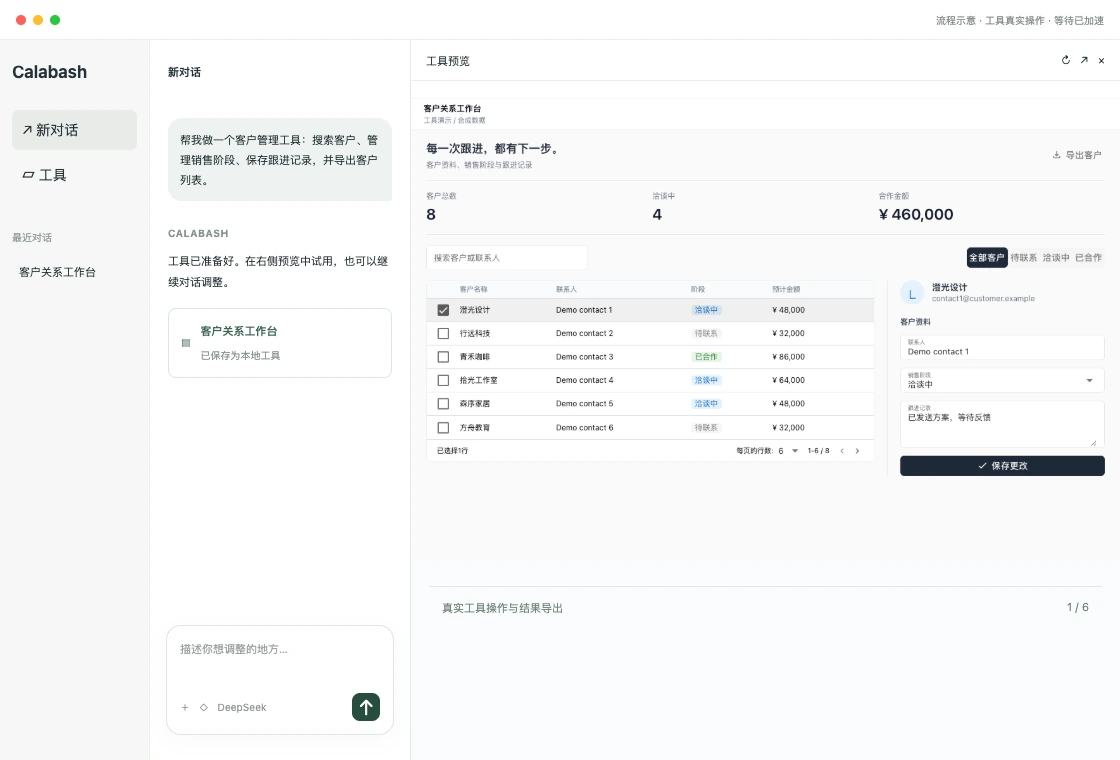 流程示意 · 工具真实操作 · 等待已加速
Calabash
新对话
工具
最近对话
客户关系工作台
新对话
帮我做一个客户管理工具：搜索客户、管
理销售阶段、保存跟进记录，并导出客户
列表。
CALABASH
工具已准备好。在右侧预览中试用，也可以继
续对话调整。
客户关系工作台
已保存为本地工具
描述你想调整的地方...
DeepSeek
工具预览
客户关系工作台
工具演示 / 合成数据
每一次跟进，都有下一步。
客户资料、销售阶段与跟进记录
导出客户
客户总数 洽谈中 合作金额
8 4 ¥ 460,000
搜索客户或联系人
全部客户 待联系 洽谈中 已合作
客户名称 联系人 阶段 预计金额
澄光设计 Demo contact 1 洽谈中 ¥ 48,000
行远科技 Demo contact 2 待联系 ¥ 32,000
青禾咖啡 Demo contact 3 已合作 ¥ 86,000
拾光工作室 Demo contact 4 洽谈中 ¥ 64,000
森序家居 Demo contact 5 洽谈中 ¥ 48,000
方舟教育 Demo contact 6 待联系 ¥ 32,000
已选择1行 每页的行数: 6 1-6 / 8
L
澄光设计
contact1@customer.example
客户资料
联系人
Demo contact 1
销售阶段
洽谈中
跟进记录
已发送方案，等待反馈
保存更改
真实工具操作与结果导出 1 / 6